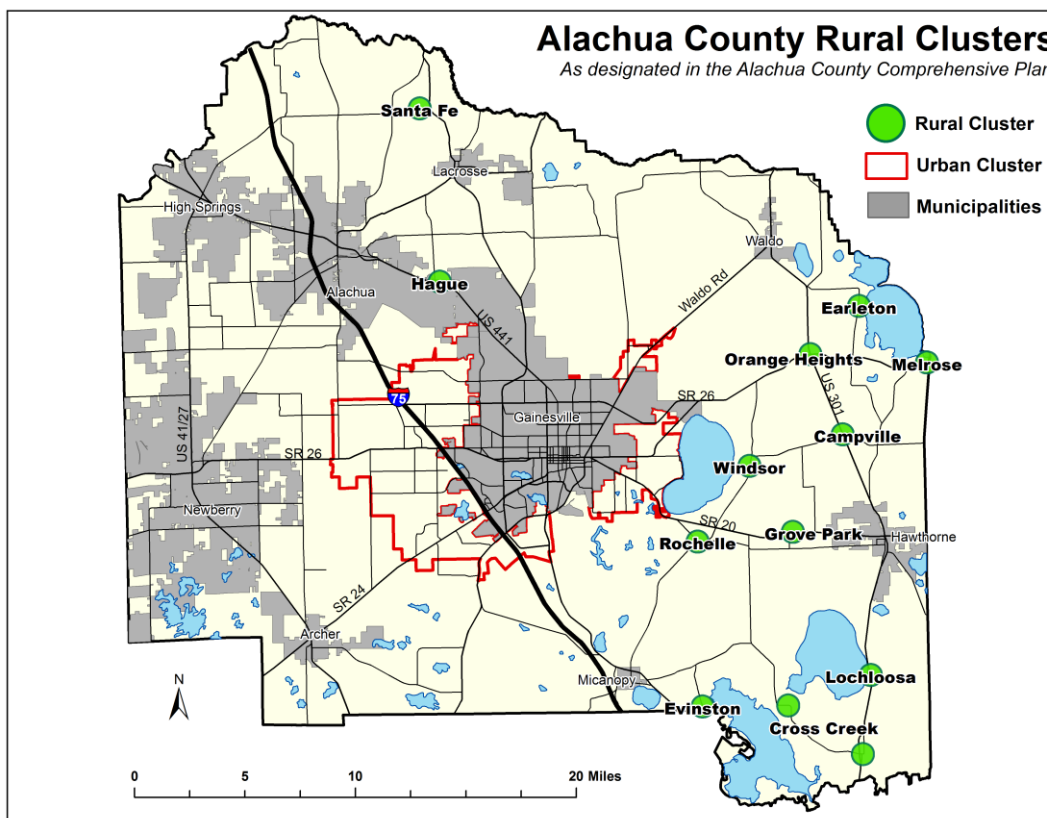 Alachua County Rural Clusters
As designated in the Alachua County Comprehensive Plan
Rural Cluster
Urban Cluster
Municipalities
Santa Fe
Lacrosse
High Springs
Waldo
Hague
Alachua
Waldo Rd
Earleton
US 441
Orange Heights
Melrose
75
US 301
SR 26
US 41/27
Gainesville
Campville
SR 26
Windsor
Newberry
SR 20
Grove Park
Hawthorne
Rochelle
SR 24
Archer
Micanopy
Lochloosa
N
Evinston
Cross Creek
0 5 10 20 Miles